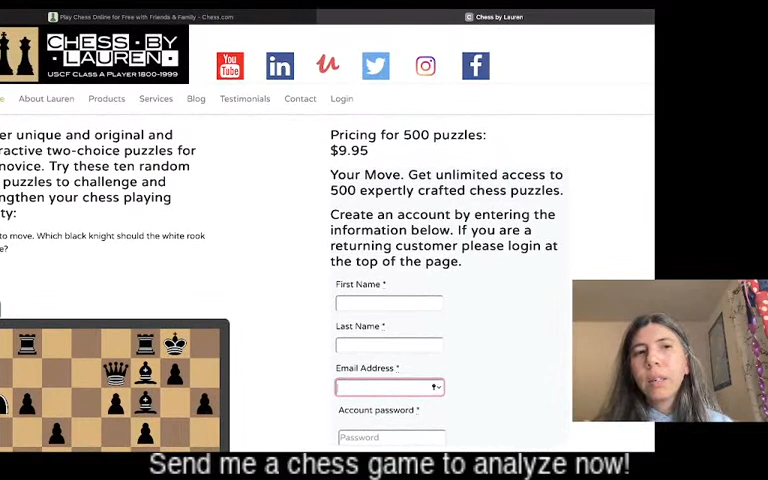 Play Chess Online for Free with Friends & Family - Chess.com
C Chess by Lauren
CHESS·BY
·LAUREN·
USCF CLASS A PLAYER 1800-1999
You
Tube
in
f
About Lauren Products Services Blog Testimonials Contact Login
er unique and original and
ractive two-choice puzzles for
novice. Try these ten random
puzzles to challenge and
ngthen your chess playing
ty:
to move. Which black knight should the white rook
e?
Pricing for 500 puzzles:
$9.95
Your Move. Get unlimited access to
500 expertly crafted chess puzzles.
Create an account by entering the
information below. If you are a
returning customer please login at
the top of the page.
First Name *
Last Name *
Email Address *
Account password *
Password
Send me a chess game to analyze now!